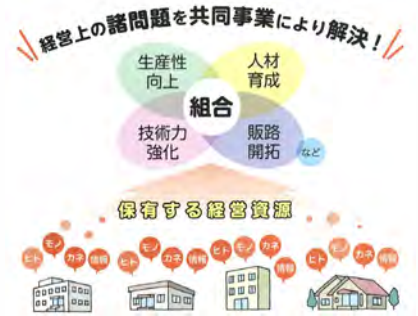 経営上の諸問題を共同事業により解決！
生産性
向上
人材
育成
組合
技術力
強化
販路
開拓
など
保有する経営資源
ヒト モノ カネ 情報
ヒト モノ カネ 情報
ヒト モノ カネ 情報
ヒト モノ カネ 情報